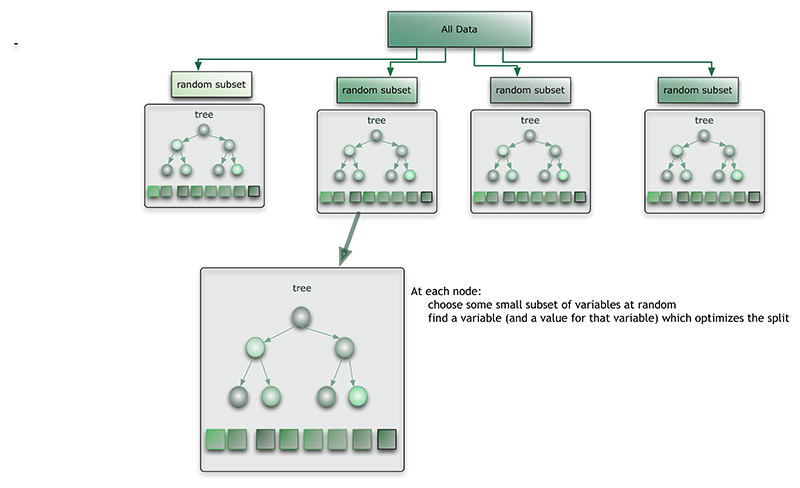 -
All Data
random subset
random subset
random subset
random subset
tree
tree
tree
tree
tree
At each node:
choose some small subset of variables at random
find a variable (and a value for that variable) which optimizes the split